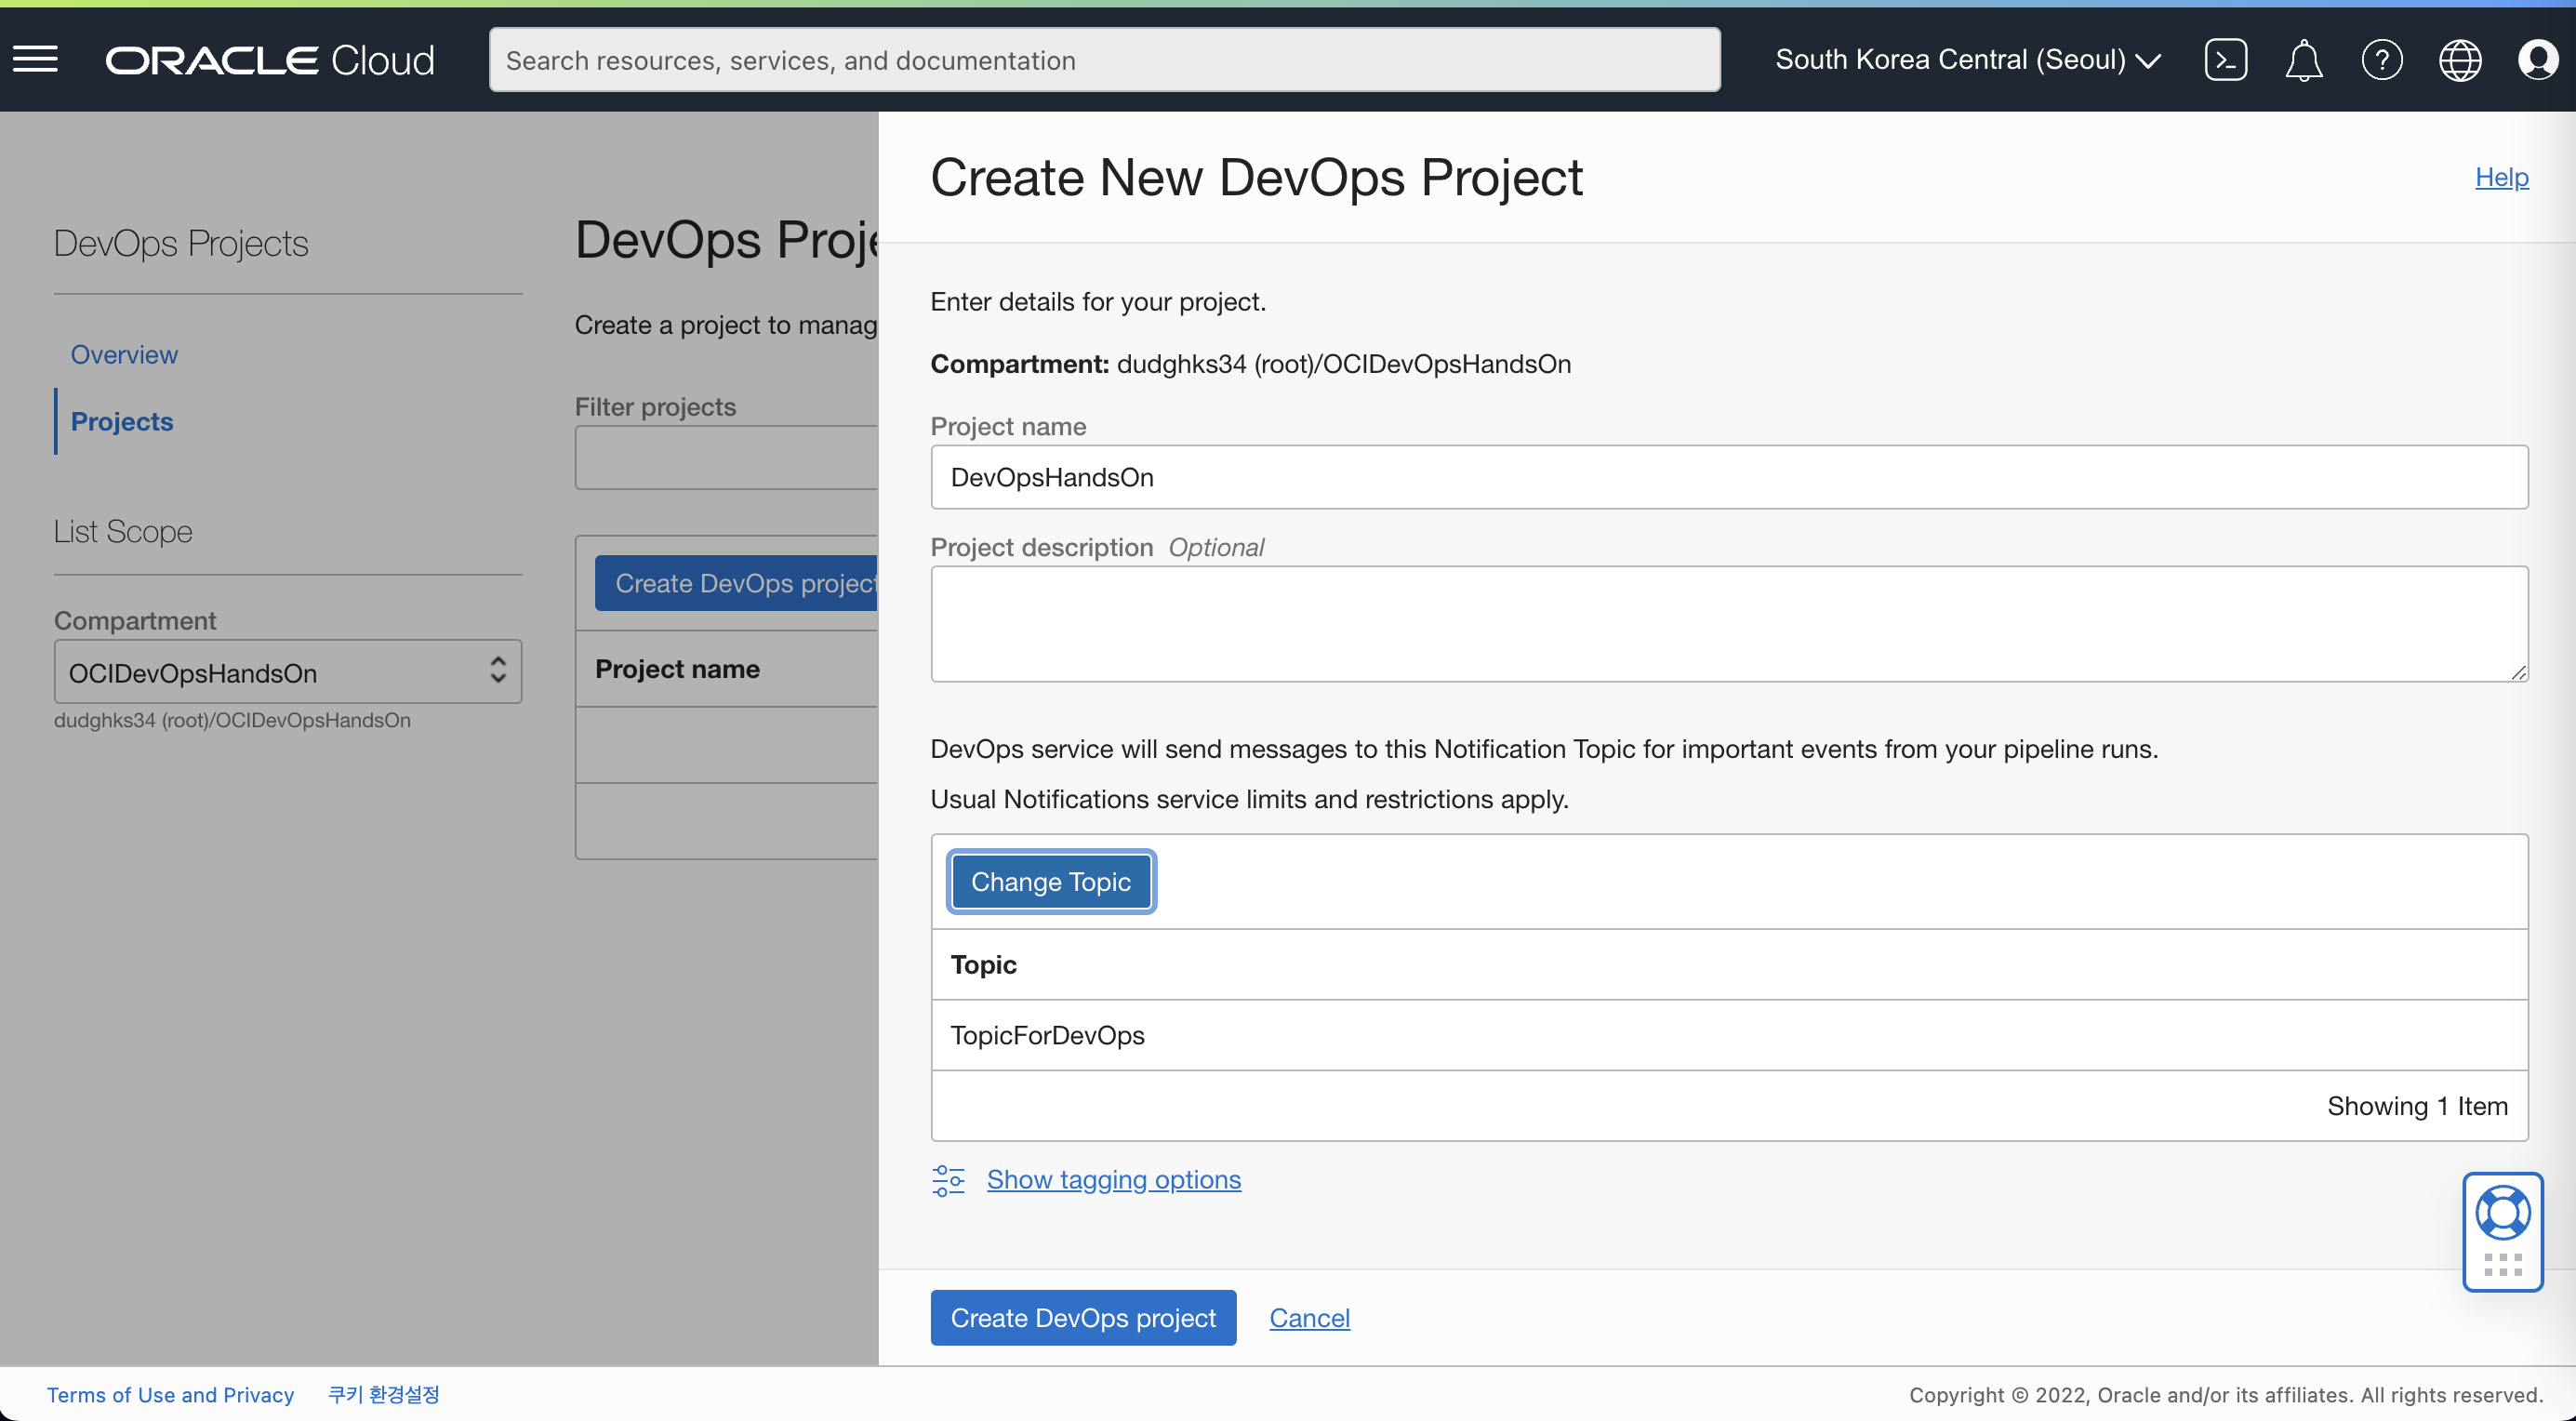 ORACLE Cloud
Search resources, services, and documentation
South Korea Central (Seoul)
DevOps Projects
Overview
Projects
List Scope
Compartment
OCIDevOpsHandsOn
dudghks34 (root)/OCIDevOpsHandsOn
DevOps Proje
Create a project to manag
Filter projects
Create DevOps project
Project name
Create New DevOps Project
Help
Enter details for your project.
Compartment: dudghks34 (root)/OCIDevOpsHandsOn
Project name
DevOpsHandsOn
Project description Optional
DevOps service will send messages to this Notification Topic for important events from your pipeline runs.
Usual Notifications service limits and restrictions apply.
Change Topic
Topic
TopicForDevOps
Showing 1 Item
Show tagging options
Create DevOps project Cancel
Terms of Use and Privacy 쿠키 환경설정
Copyright © 2022, Oracle and/or its affiliates. All rights reserved.